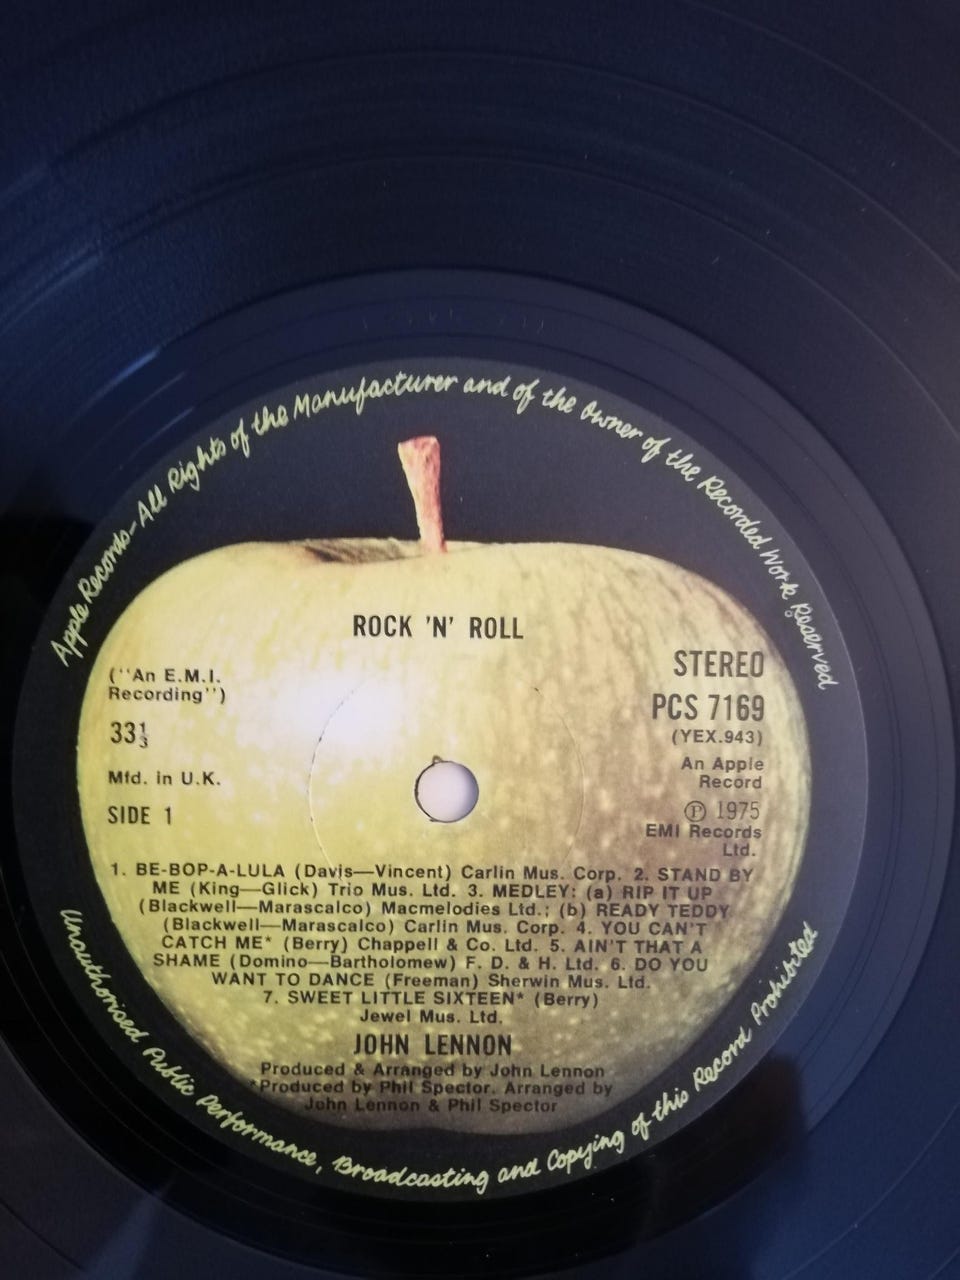 Apple Records-All Rights of the Manufacturer and of the Owner of the Recorded Work Reserved
ROCK 'N' ROLL
(“An E.M.I.
Recording”)
33⅓
Mfd. in U.K.
SIDE 1
STEREO
PCS 7169
(YEX.943)
An Apple
Record
℗ 1975
EMI Records
Ltd.
1. BE-BOP-A-LULA (Davis—Vincent) Carlin Mus. Corp. 2. STAND BY
ME (King—Glick) Trio Mus. Ltd. 3. MEDLEY: (a) RIP IT UP
(Blackwell—Marascalco) Macmelodies Ltd.; (b) READY TEDDY
(Blackwell—Marascalco) Carlin Mus. Corp. 4. YOU CAN'T
CATCH ME* (Berry) Chappell & Co. Ltd. 5. AIN'T THAT A
SHAME (Domino—Bartholomew) F. D. & H. Ltd. 6. DO YOU
WANT TO DANCE (Freeman) Sherwin Mus. Ltd.
7. SWEET LITTLE SIXTEEN* (Berry)
Jewel Mus. Ltd.
JOHN LENNON
Produced & Arranged by John Lennon
*Produced by Phil Spector. Arranged by
John Lennon & Phil Spector
Unauthorised Public Performance, Broadcasting and Copying of this Record Prohibited